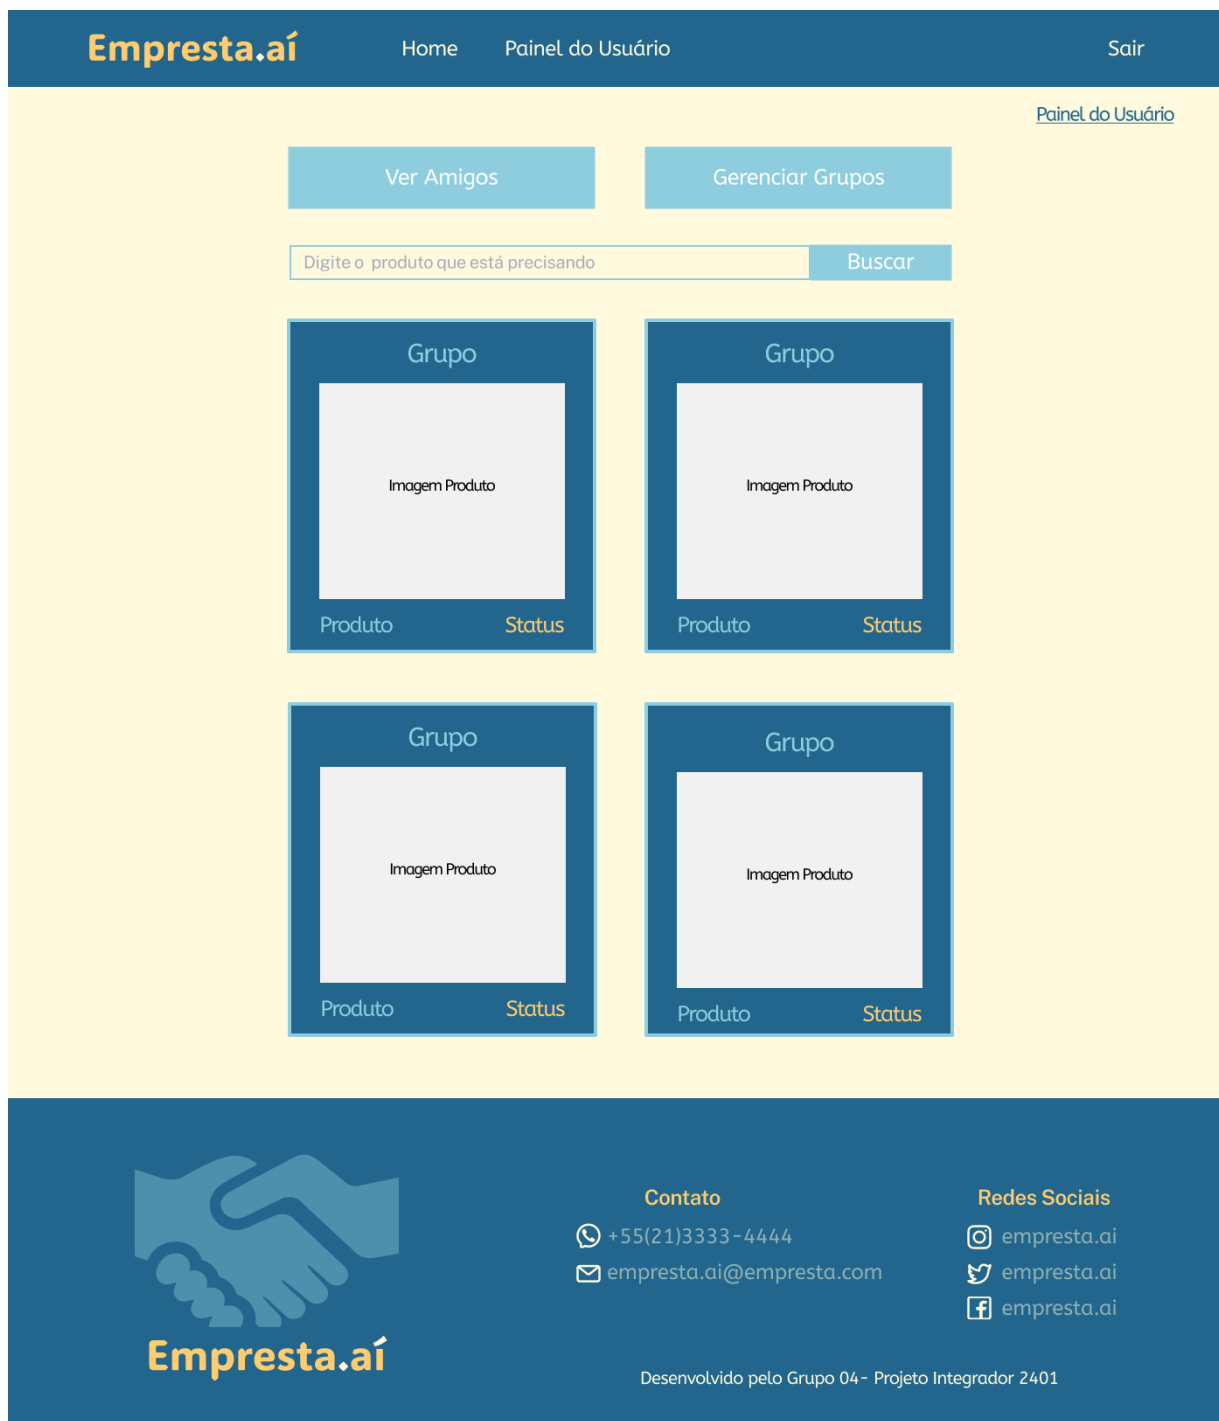 Empresta.aí
Home
Painel do Usuário
Sair
Painel do Usuário
Ver Amigos
Gerenciar Grupos
Digite o produto que está precisando
Buscar
Grupo
Imagem Produto
Produto
Status
Grupo
Imagem Produto
Produto
Status
Grupo
Imagem Produto
Produto
Status
Grupo
Imagem Produto
Produto
Status
Empresta.aí
Contato
+55(21)3333-4444
empresta.ai@empresta.com
Redes Sociais
empresta.ai
empresta.ai
empresta.ai
Desenvolvido pelo Grupo 04- Projeto Integrador 2401